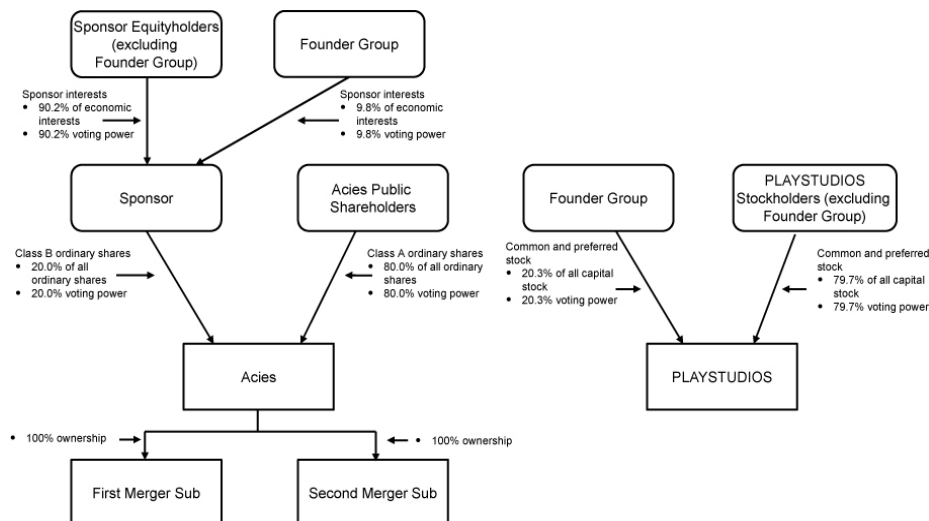 Sponsor Equityholders
(excluding
Founder Group)
Founder Group
Sponsor interests
• 90.2% of economic
interests
• 90.2% voting power
Sponsor interests
• 9.8% of economic
interests
• 9.8% voting power
Sponsor
Acies Public
Shareholders
Founder Group
PLAYSTUDIOS
Stockholders (excluding
Founder Group)
Class B ordinary shares
• 20.0% of all
ordinary shares
• 20.0% voting power
Class A ordinary shares
• 80.0% of all ordinary
shares
• 80.0% voting power
Common and preferred
stock
• 20.3% of all capital
stock
• 20.3% voting power
Common and preferred
stock
• 79.7% of all capital
stock
• 79.7% voting power
Acies
PLAYSTUDIOS
• 100% ownership
• 100% ownership
First Merger Sub
Second Merger Sub